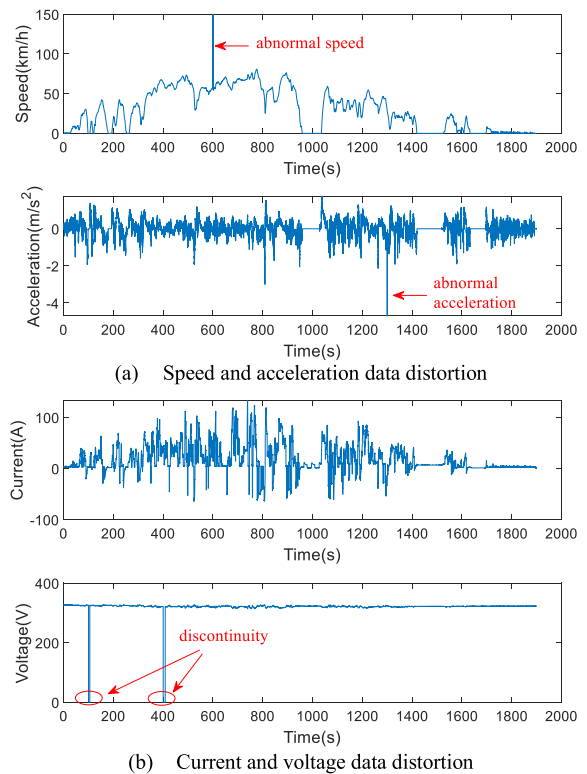 150
100
50
0
Speed(km/h)
abnormal speed
0 200 400 600 800 1000 1200 1400 1600 1800 2000
Time(s)
0
-2
-4
Acceleration(m/s²)
abnormal
acceleration
0 200 400 600 800 1000 1200 1400 1600 1800 2000
Time(s)
(a) Speed and acceleration data distortion
100
0
-100
Current(A)
0 200 400 600 800 1000 1200 1400 1600 1800 2000
Time(s)
400
200
0
Voltage(V)
discontinuity
0 200 400 600 800 1000 1200 1400 1600 1800 2000
Time(s)
(b) Current and voltage data distortion